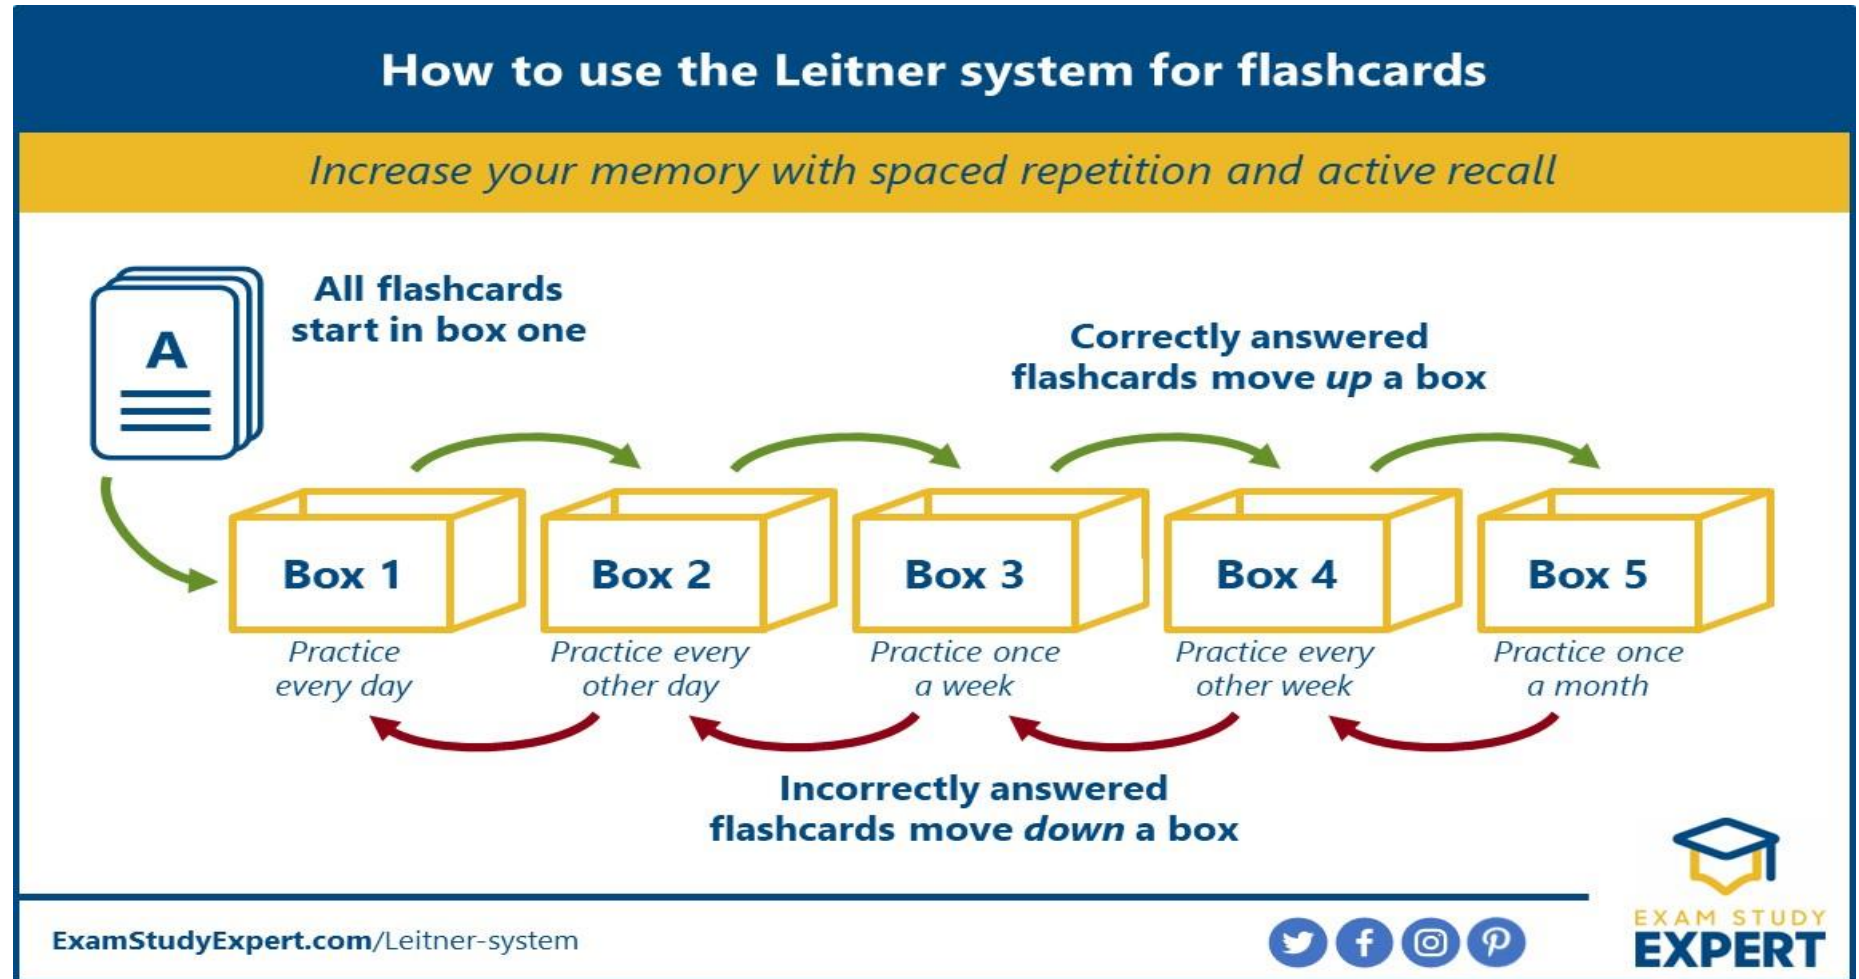 How to use the Leitner system for flashcards
Increase your memory with spaced repetition and active recall
All flashcards
start in box one
A
Correctly answered
flashcards move up a box
Box 1
Box 2
Box 3
Box 4
Box 5
Practice
every day
Practice every
other day
Practice once
a week
Practice every
other week
Practice once
a month
Incorrectly answered
flashcards move down a box
ExamStudyExpert.com/Leitner-system
EXAM STUDY
EXPERT